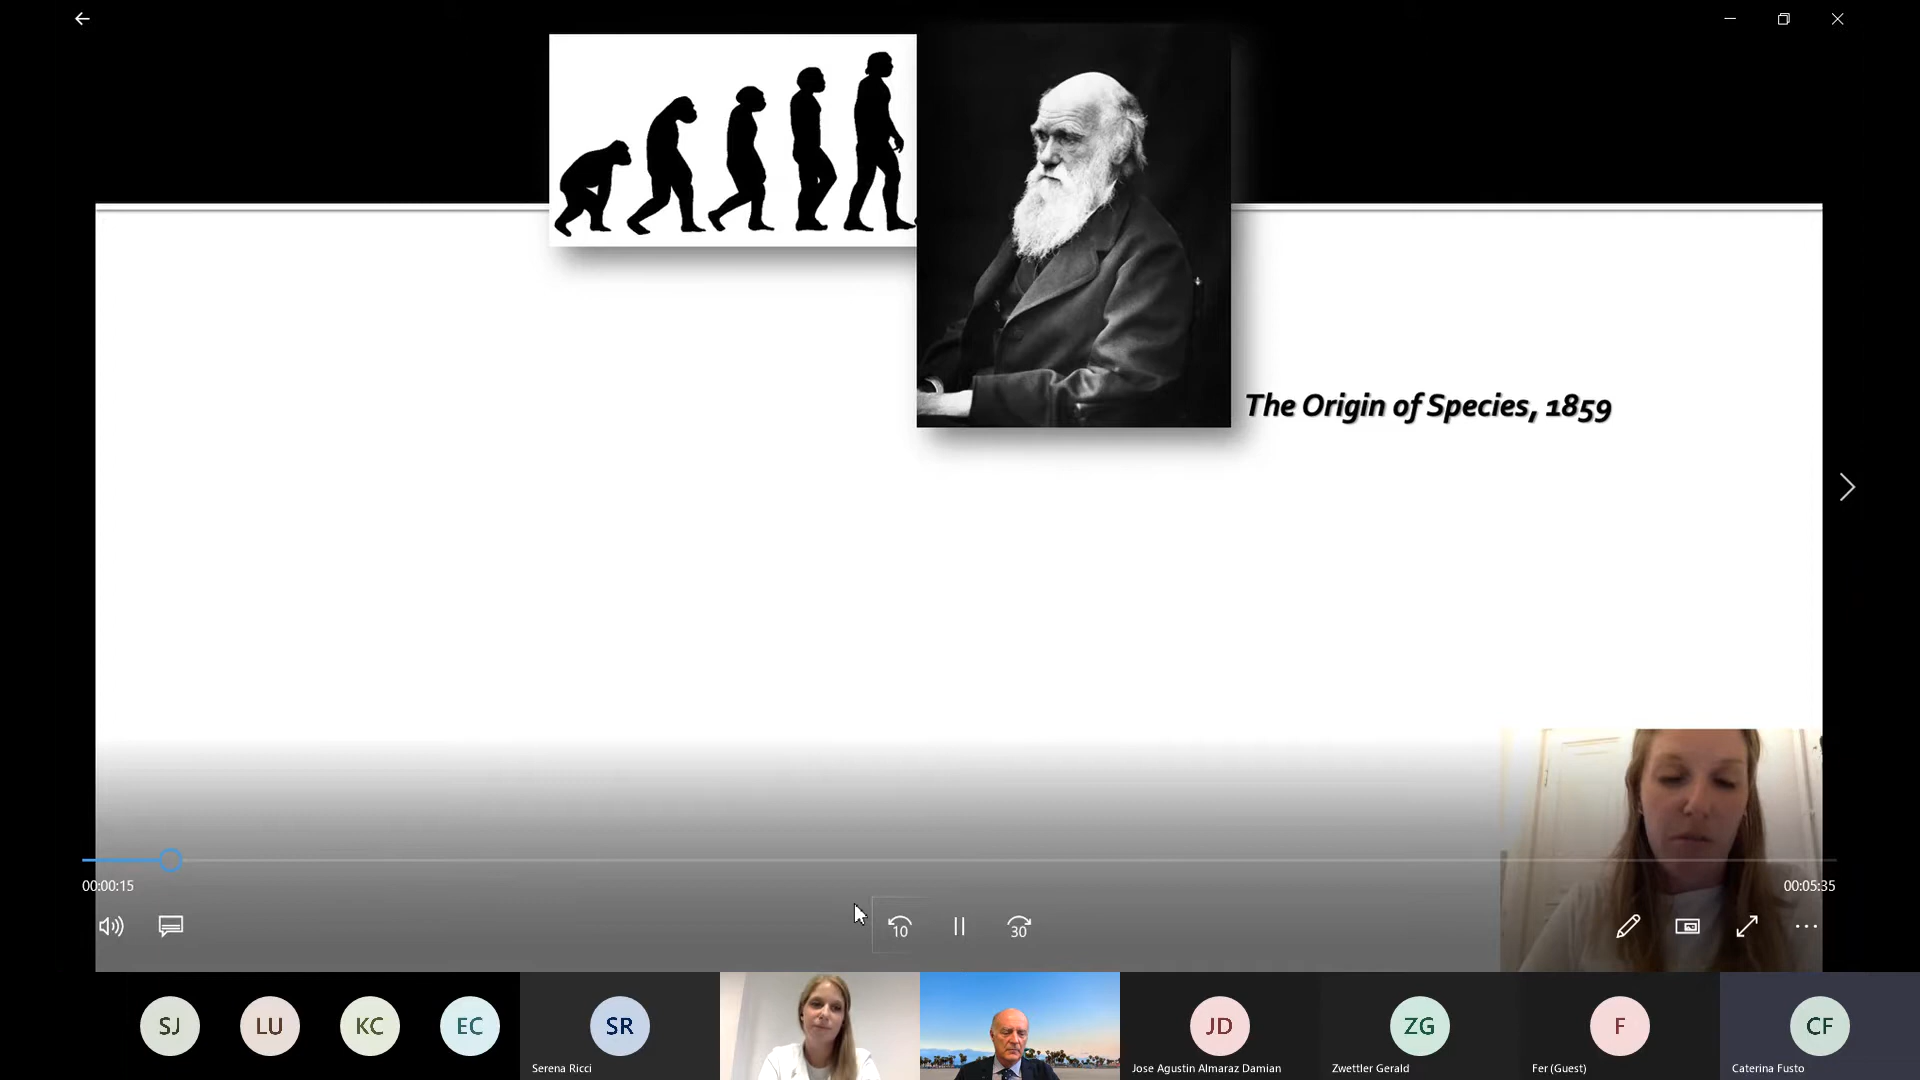 The Origin of Species, 1859
00:00:15
00:05:35
10
30
SJ
LU
KC
EC
SR
JD
ZG
F
CF
Serena Ricci
Jose Agustin Almaraz Damian
Zwettler Gerald
Fer (Guest)
Caterina Fusto